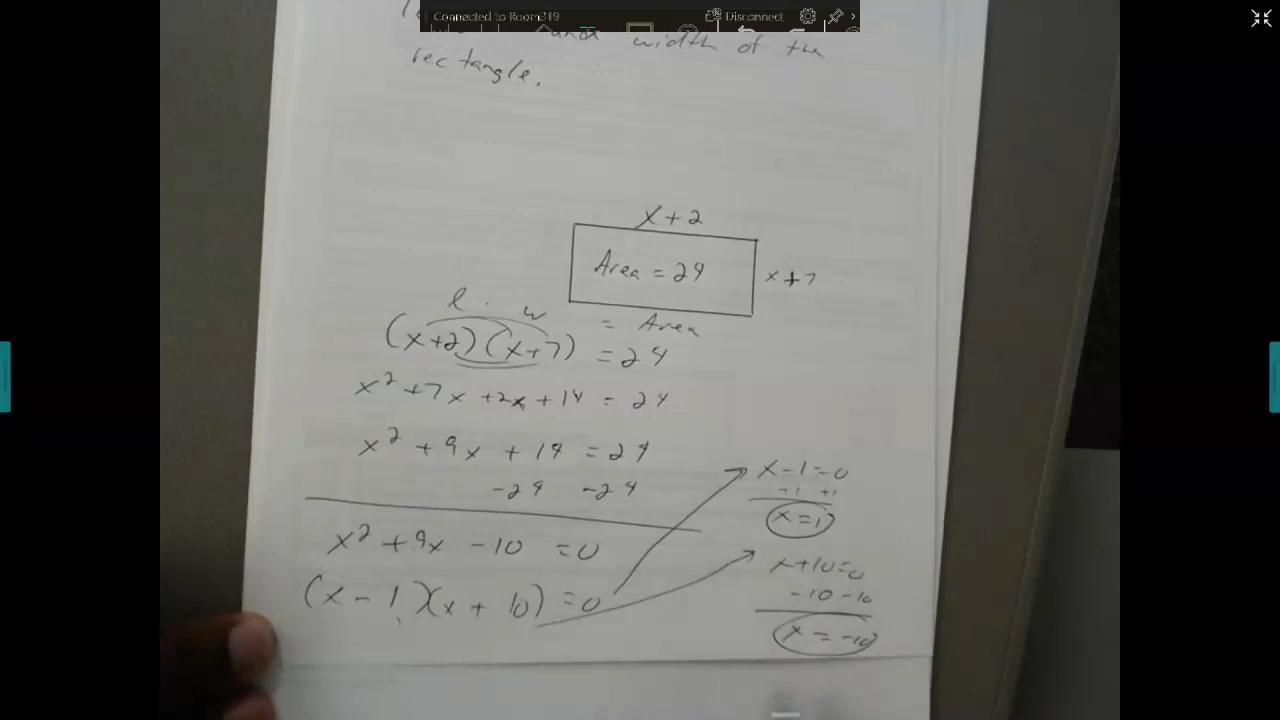 Connected to Room319 Disconnect
and width of the
rectangle.
x+2
Area = 24
x+7
l · w = Area
(x+2)(x+7) = 24
x² +7x +2x +14 = 24
x² + 9x + 14 = 24
-24 -24
x² + 9x - 10 = 0
(x - 1)(x + 10) = 0
x-1=0
+1 +1
x=1
x+10=0
-10 -10
x = -10